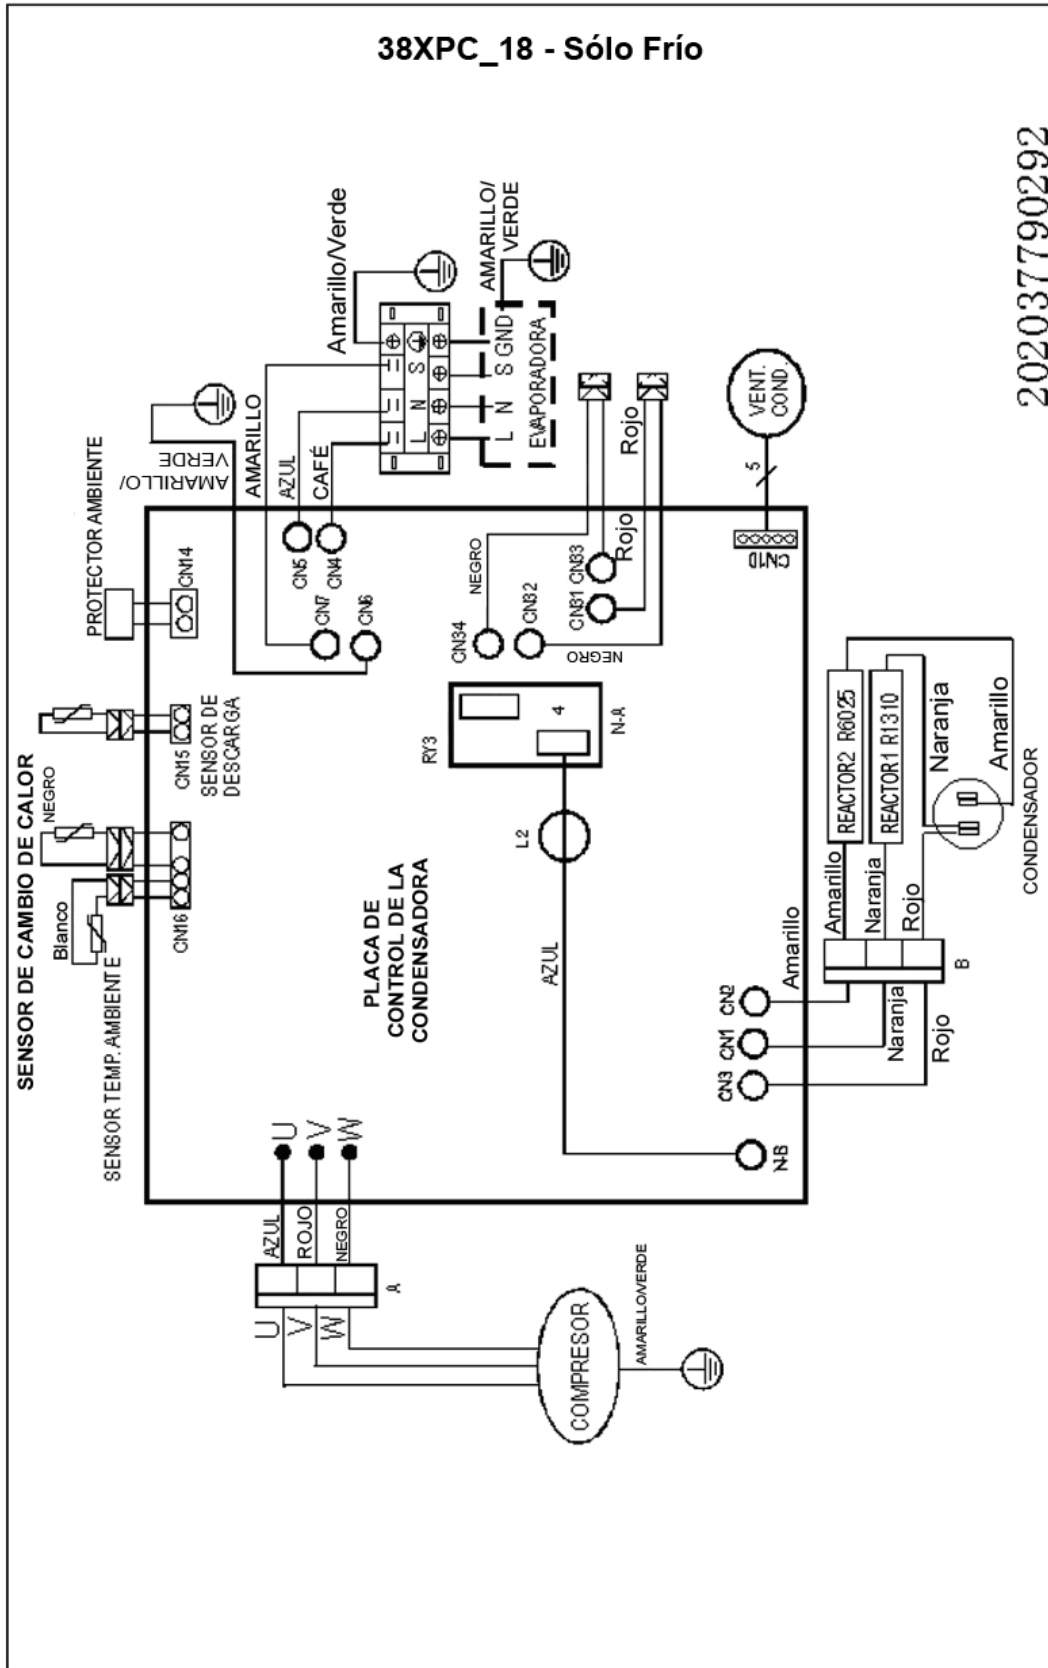 38XPC_18 - Sólo Frío
202037790292
SENSOR DE CAMBIO DE CALOR
NEGRO
Blanco
SENSOR TEMP. AMBIENTE
CN16
CN15
SENSOR DE
DESCARGA
PROTECTOR AMBIENTE
CN14
AMARILLO/
VERDE
AMARILLO
AZUL
CAFÉ
CN5
CN4
CN7
CN6
Amarillo/Verde
L N S
AMARILLO/
VERDE
L N S GND
EVAPORADORA
NEGRO
CN34
CN32
NEGRO
CN31
CN33
Rojo
Rojo
VENT.
COND.
5
CN10
RY3
4
N-A
L2
AZUL
PLACA DE
CONTROL DE LA
CONDENSADORA
N-B
CN3
CN1
CN2
Amarillo
Naranja
Rojo
B
Amarillo
Naranja
Rojo
REACTOR2 R6025
REACTOR1 R1310
Naranja
Amarillo
CONDENSADOR
U
V
W
AZUL
ROJO
NEGRO
A
U
V
W
COMPRESOR
AMARILLO/VERDE